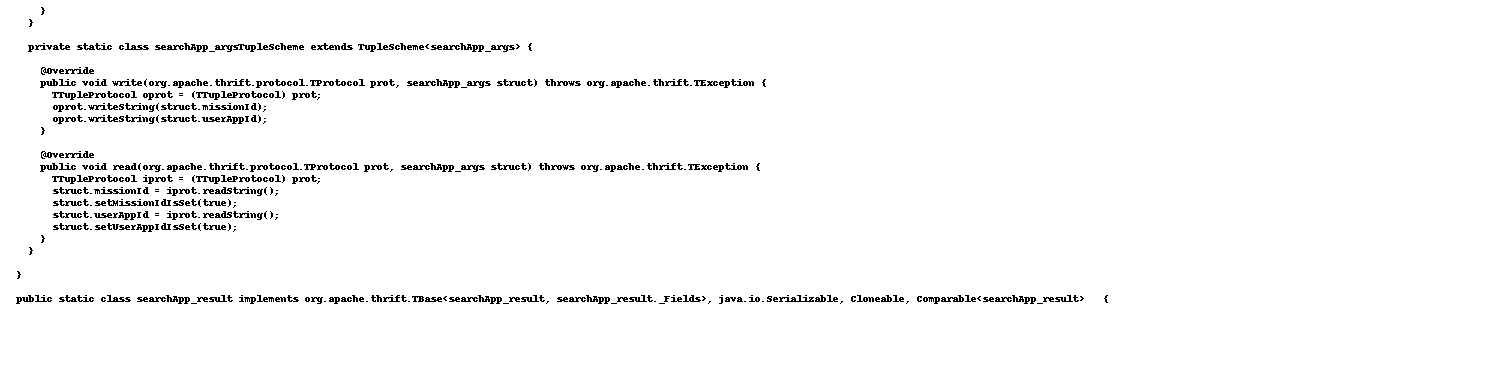 }
  }

  private static class searchApp_argsTupleScheme extends TupleScheme<searchApp_args> {

    @Override
    public void write(org.apache.thrift.protocol.TProtocol prot, searchApp_args struct) throws org.apache.thrift.TException {
      TTupleProtocol oprot = (TTupleProtocol) prot;
      oprot.writeString(struct.missionId);
      oprot.writeString(struct.userAppId);
    }

    @Override
    public void read(org.apache.thrift.protocol.TProtocol prot, searchApp_args struct) throws org.apache.thrift.TException {
      TTupleProtocol iprot = (TTupleProtocol) prot;
      struct.missionId = iprot.readString();
      struct.setMissionIdIsSet(true);
      struct.userAppId = iprot.readString();
      struct.setUserAppIdIsSet(true);
    }
  }

}
public static class searchApp_result implements org.apache.thrift.TBase<searchApp_result, searchApp_result._Fields>, java.io.Serializable, Cloneable, Comparable<searchApp_result>   {